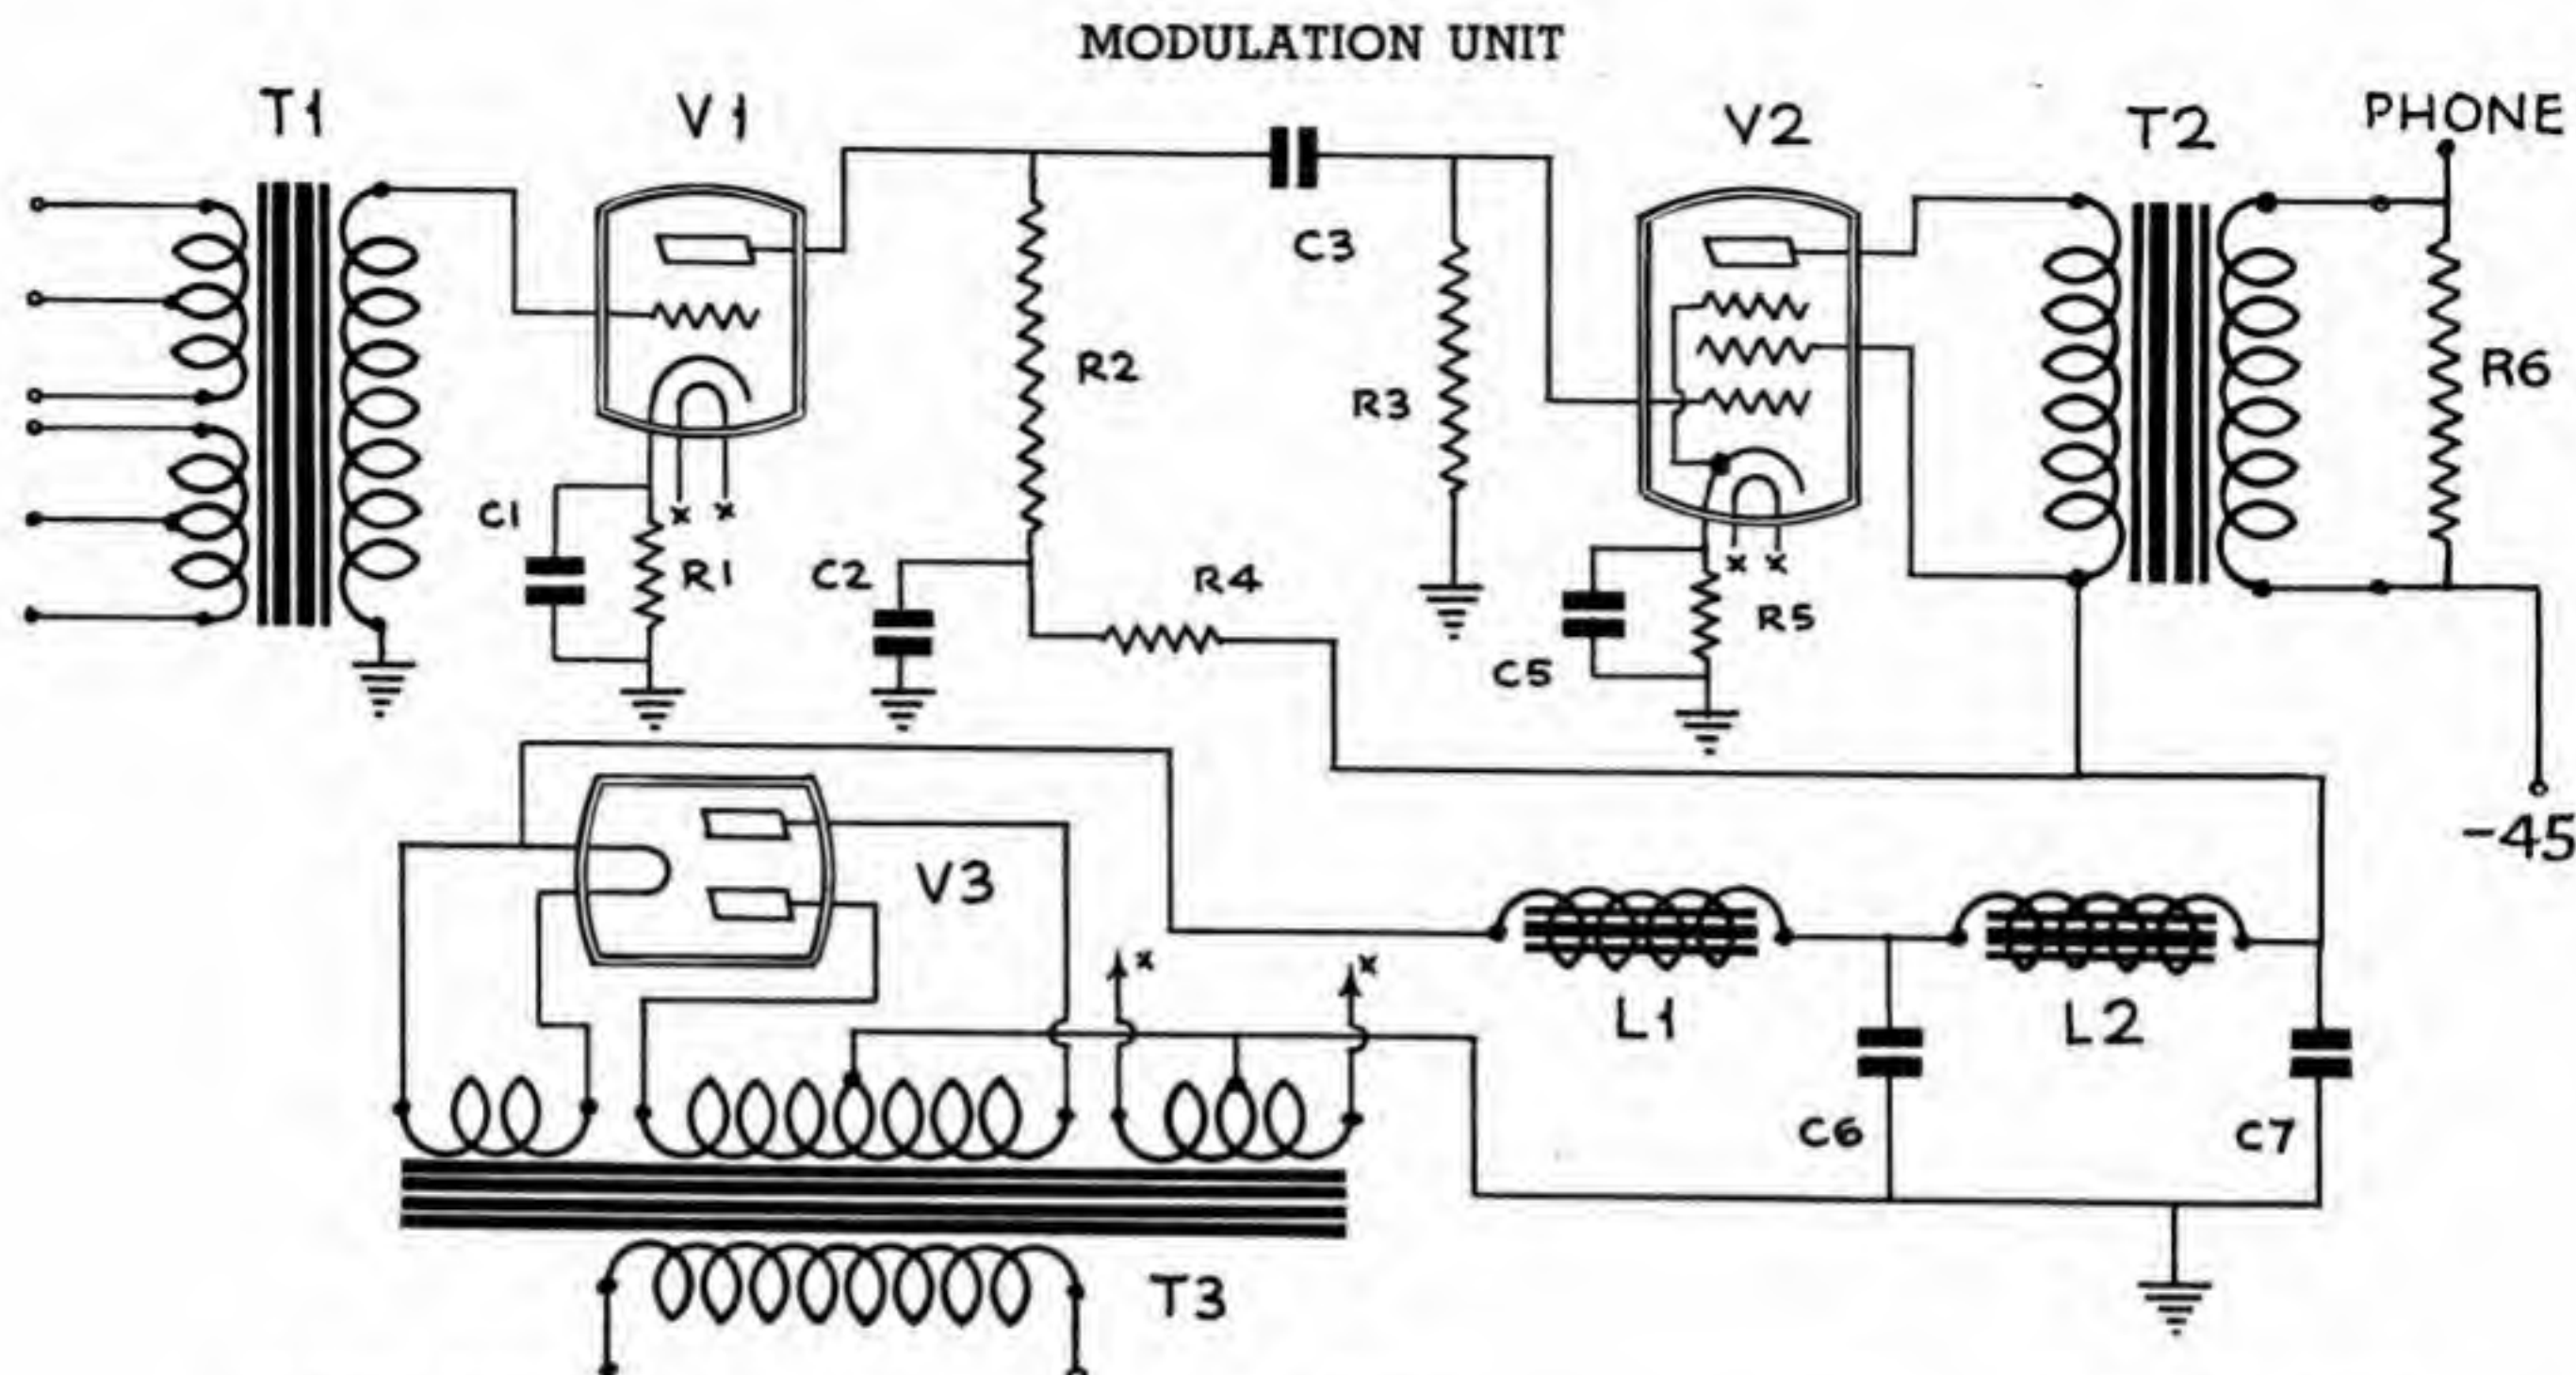 MODULATION UNIT
T1
V1
V2
T2
PHONE
C3
R2
R3
R6
C1
x x
R1
C2
R4
x x
R5
C5
V3
-45
x
x
L1
L2
C6
C7
T3